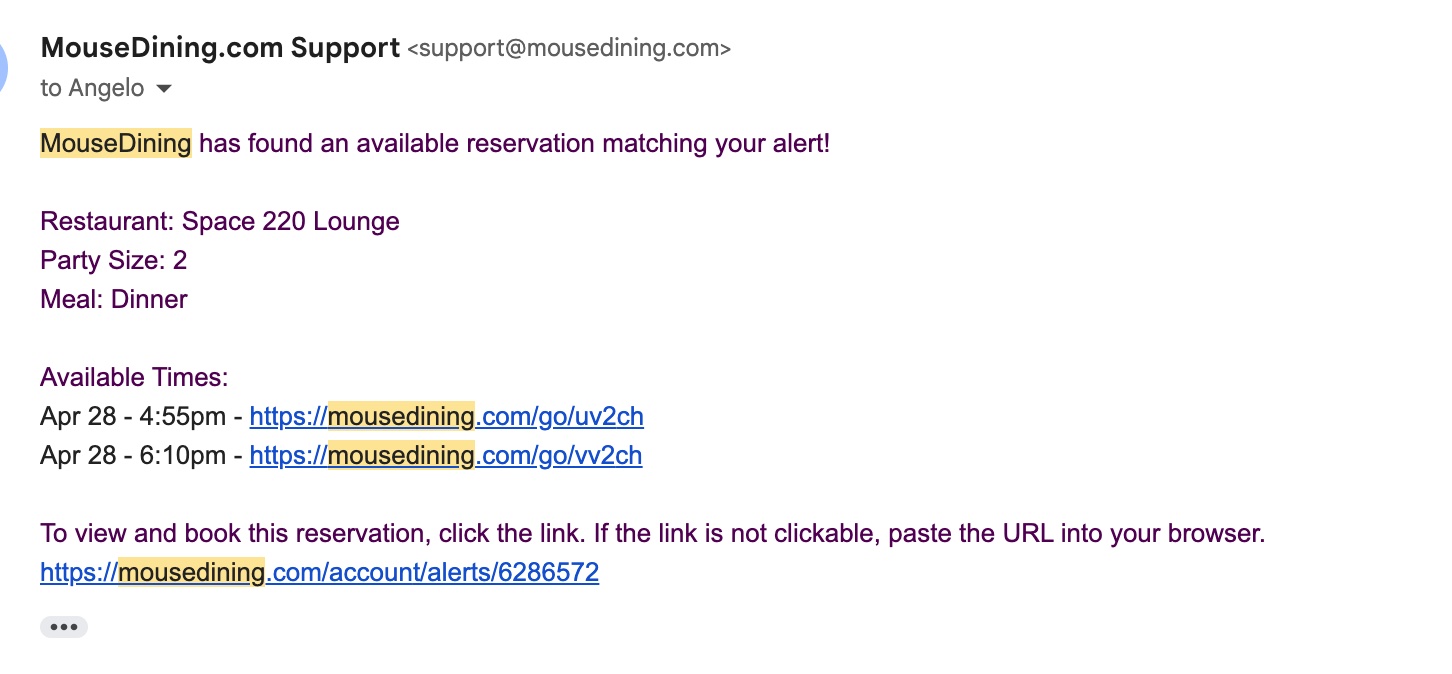 MouseDining.com Support <support@mousedining.com>
to Angelo
MouseDining has found an available reservation matching your alert!
Restaurant: Space 220 Lounge
Party Size: 2
Meal: Dinner
Available Times:
Apr 28 - 4:55pm - https://mousedining.com/go/uv2ch
Apr 28 - 6:10pm - https://mousedining.com/go/vv2ch
To view and book this reservation, click the link. If the link is not clickable, paste the URL into your browser.
https://mousedining.com/account/alerts/6286572